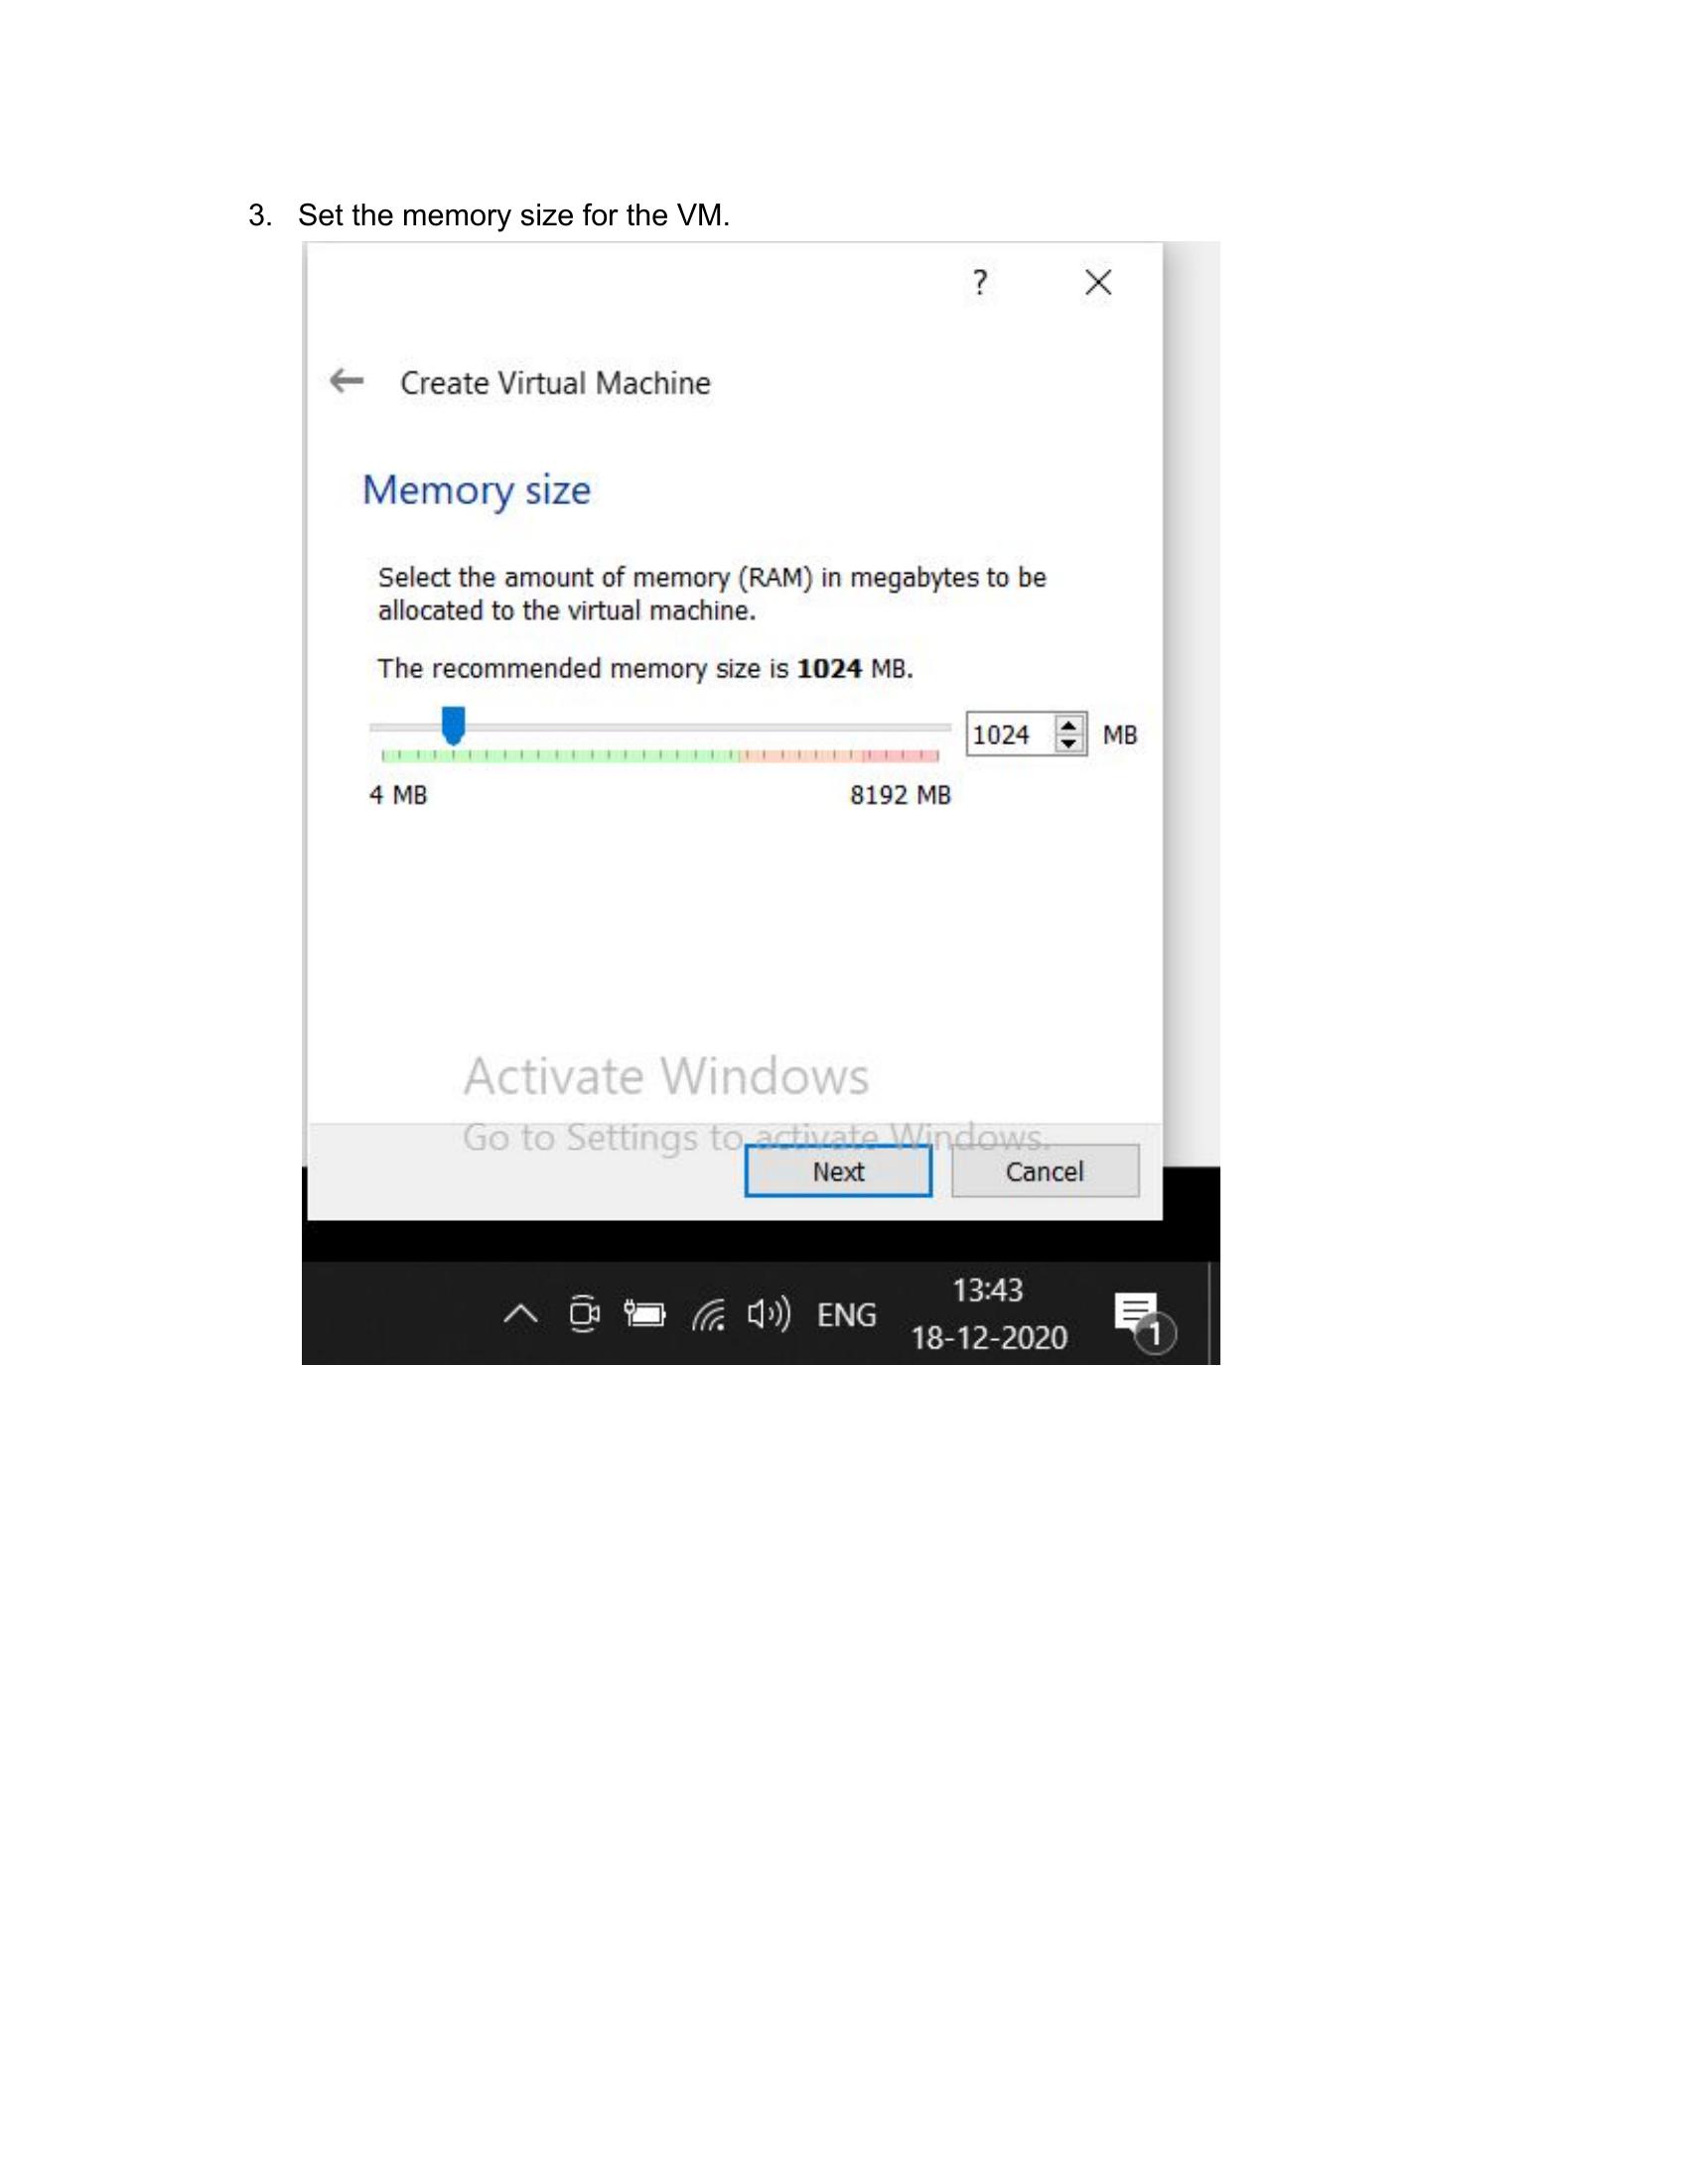 3. Set the memory size for the VM.
?
Create Virtual Machine
Memory size
Select the amount of memory (RAM) in megabytes to be
allocated to the virtual machine.
The recommended memory size is 1024 MB.
1024 MB
4 MB 8192 MB
Activate Windows
Go to Settings to activate Windows.
Next Cancel
ENG
13:43
18-12-2020
1